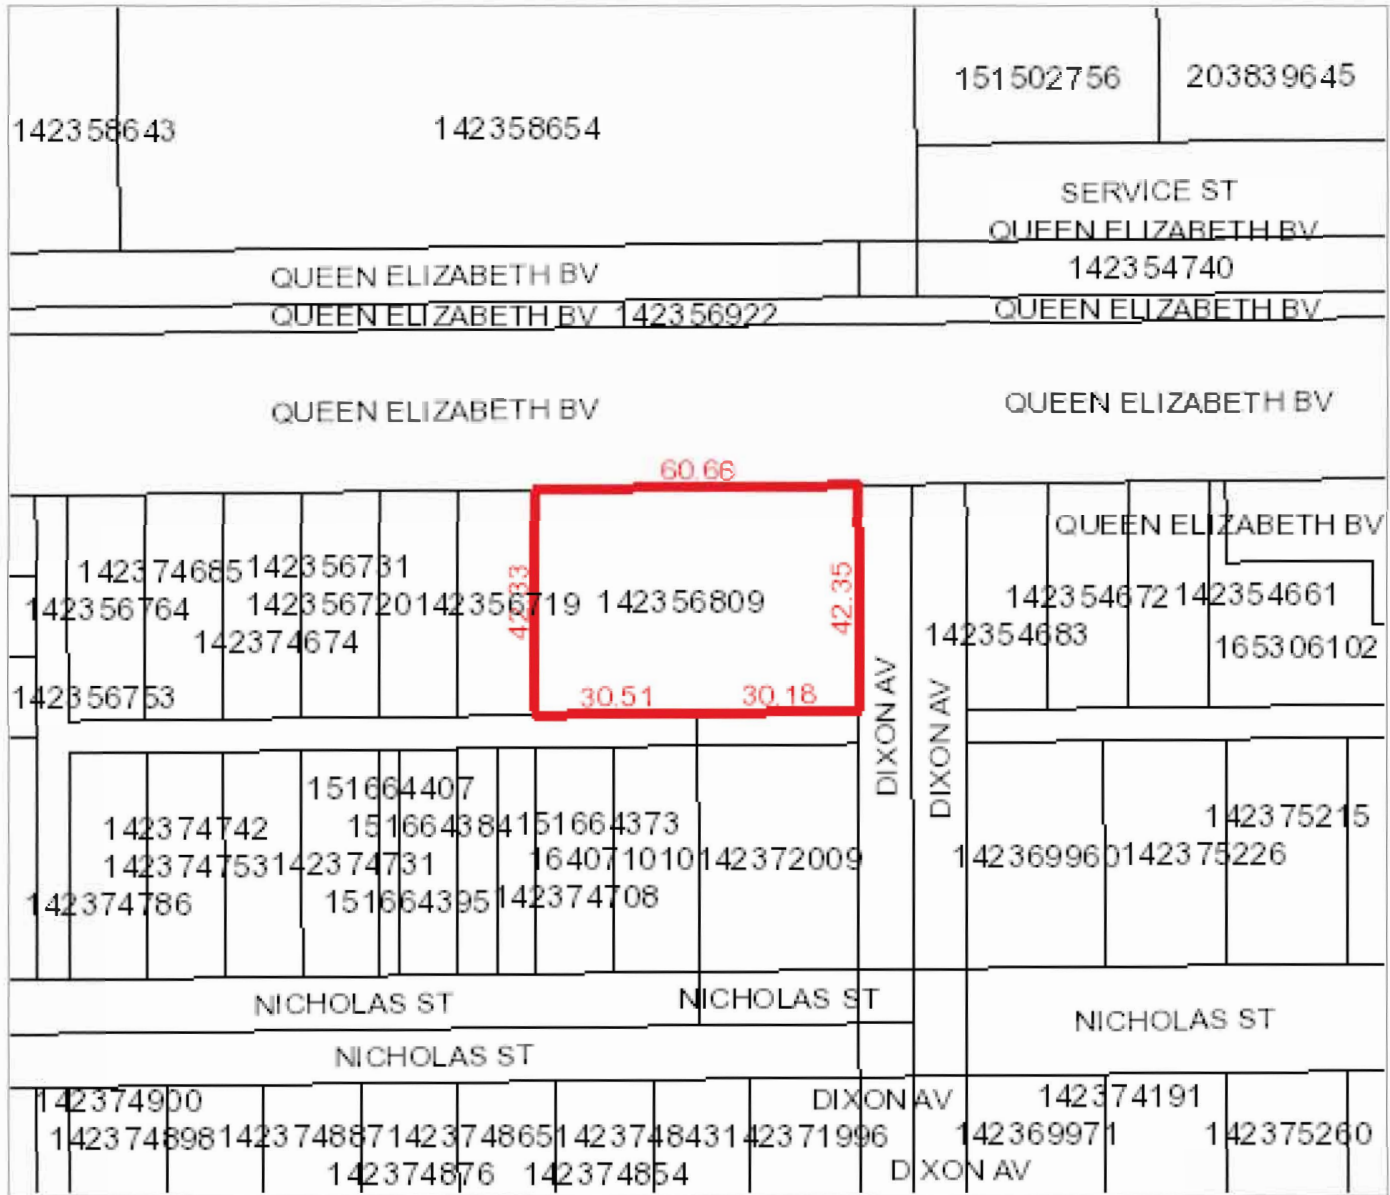 151502756 203839645
142358643 142358654
SERVICE ST
QUEEN ELIZABETH BV
QUEEN ELIZABETH BV 142354740
QUEEN ELIZABETH BV 142356922 QUEEN ELIZABETH BV
QUEEN ELIZABETH BV QUEEN ELIZABETH BV
60.66
QUEEN ELIZABETH BV
142374685 142356731
142356764 142356720 142356719 142356809 142354672 142354661
42.33
42.35
142374674 142354683 165306102
142356753 30.51 30.18
DIXON AV
DIXON AV
151664407
142374742 151664384 151664373 142375215
142374753 142374731 164071010 142372009 142369960 142375226
142374786 151664395 142374708
NICHOLAS ST NICHOLAS ST NICHOLAS ST
NICHOLAS ST
142374900 DIXON AV 142374191
142374898 142374887 142374865 142374843 142371996 142369971 142375260
142374876 142374854 DIXON AV